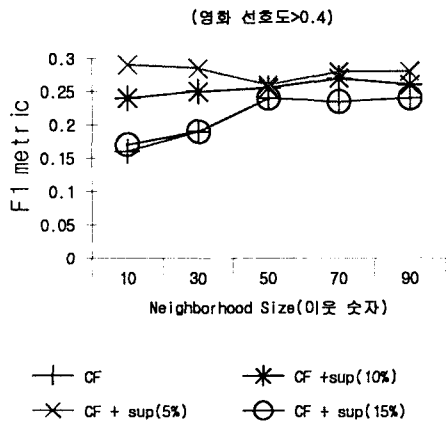 (영화 선호도>0.4)
F1 metric
0.3
0.25
0.2
0.15
0.1
0.05
0
10 30 50 70 90
Neighborhood Size(이웃 숫자)
CF
CF +sup(10%)
CF + sup(5%)
CF + sup(15%)